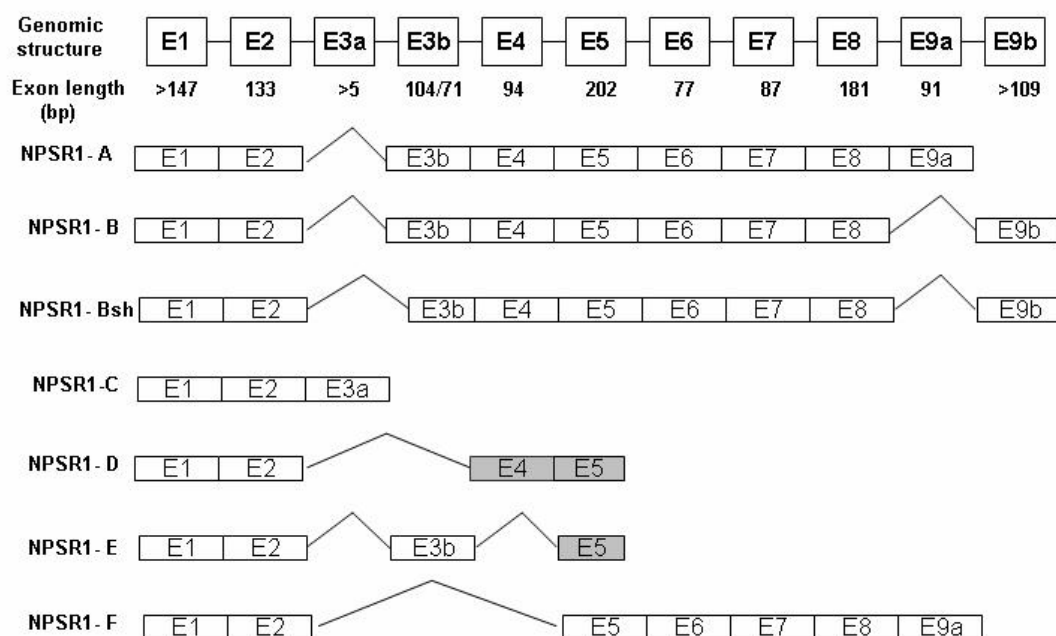 Genomic structure E1 E2 E3a E3b E4 E5 E6 E7 E8 E9a E9b
Exon length (bp) >147 133 >5 104/71 94 202 77 87 181 91 >109
NPSR1- A E1 E2 E3b E4 E5 E6 E7 E8 E9a
NPSR1- B E1 E2 E3b E4 E5 E6 E7 E8 E9b
NPSR1- Bsh E1 E2 E3b E4 E5 E6 E7 E8 E9b
NPSR1-C E1 E2 E3a
NPSR1- D E1 E2 E4 E5
NPSR1- E E1 E2 E3b E5
NPSR1- F E1 E2 E5 E6 E7 E8 E9a